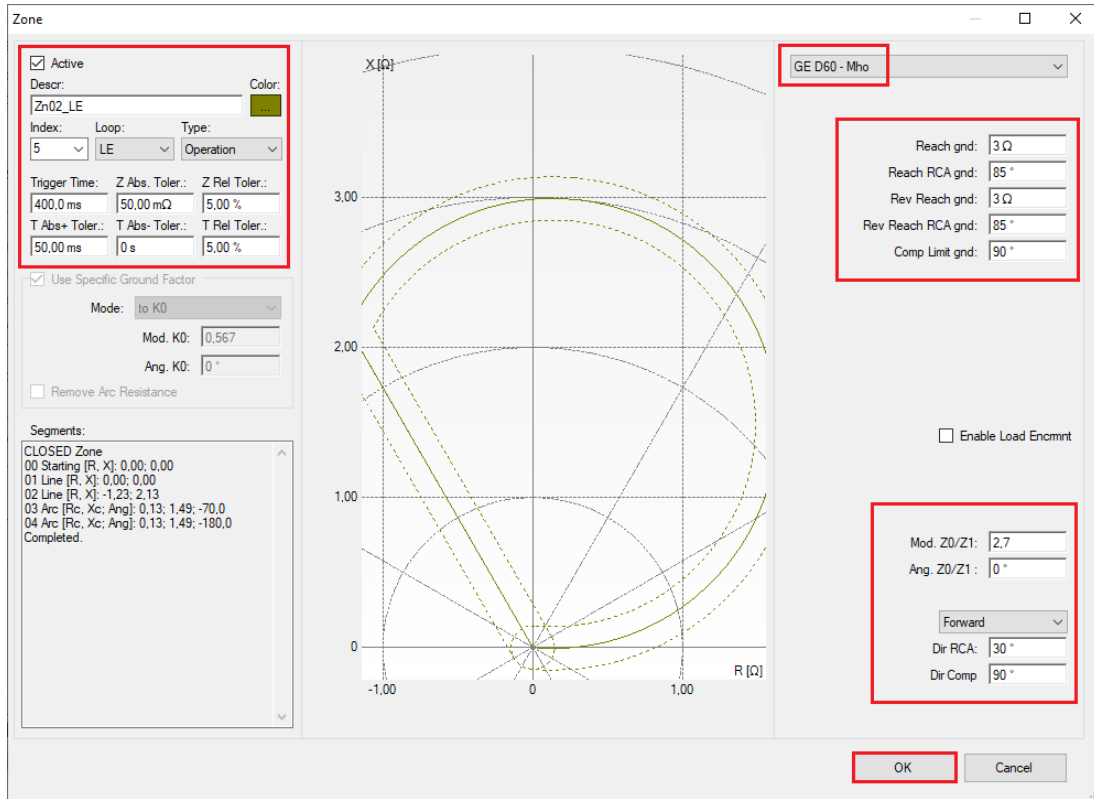 Zone
Active
Descr: Color:
Zn02_LE ...
Index: Loop: Type:
5 LE Operation
Trigger Time: Z Abs. Toler.: Z Rel Toler.:
400,0 ms 50,00 mΩ 5,00 %
T Abs+ Toler.: T Abs- Toler.: T Rel Toler.:
50,00 ms 0 s 5,00 %
Use Specific Ground Factor
Mode: to K0
Mod. K0: 0,567
Ang. K0: 0 °
Remove Arc Resistance
Segments:
CLOSED Zone
00 Starting [R, X]: 0,00; 0,00
01 Line [R, X]: 0,00; 0,00
02 Line [R, X]: -1,23; 2,13
03 Arc [Rc, Xc; Ang]: 0,13; 1,49; -70,0
04 Arc [Rc, Xc; Ang]: 0,13; 1,49; -180,0
Completed.
X [Ω]
3,00
2,00
1,00
0
R [Ω]
-1,00 0 1,00
GE D60 - Mho
Reach gnd: 3 Ω
Reach RCA gnd: 85 °
Rev Reach gnd: 3 Ω
Rev Reach RCA gnd: 85 °
Comp Limit gnd: 90 °
Enable Load Encmnt
Mod. Z0/Z1: 2,7
Ang. Z0/Z1 : 0 °
Forward
Dir RCA: 30 °
Dir Comp 90 °
OK Cancel